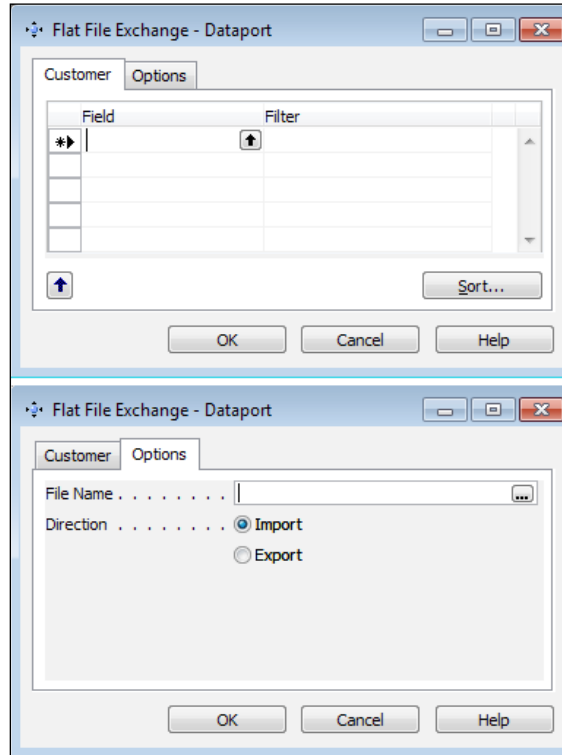 Flat File Exchange - Dataport
Customer Options
Field Filter
Sort...
OK Cancel Help
Flat File Exchange - Dataport
Customer Options
File Name . . . . . . . . ...
Direction . . . . . . . . Import
Export
OK Cancel Help